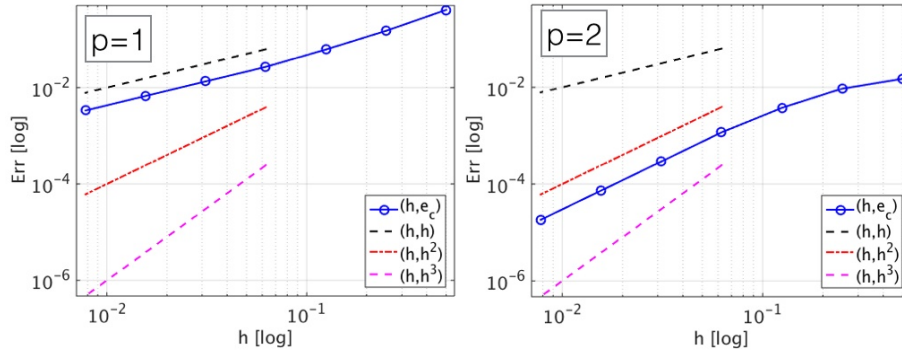 p=1
Err [log]
10^-2
10^-4
10^-6
(h,e_c)
(h,h)
(h,h^2)
(h,h^3)
10^-2
10^-1
h [log]
p=2
Err [log]
10^-2
10^-4
10^-6
(h,e_c)
(h,h)
(h,h^2)
(h,h^3)
10^-2
10^-1
h [log]